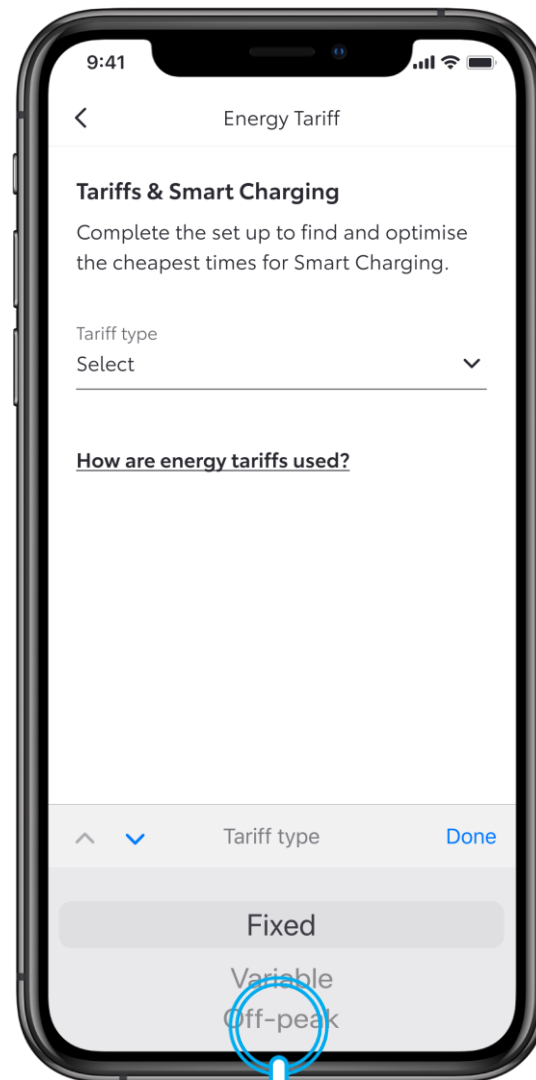 9:41
Energy Tariff
Tariffs & Smart Charging
Complete the set up to find and optimise
the cheapest times for Smart Charging.
Tariff type
Select
How are energy tariffs used?
Tariff type
Done
Fixed
Variable
Off-peak